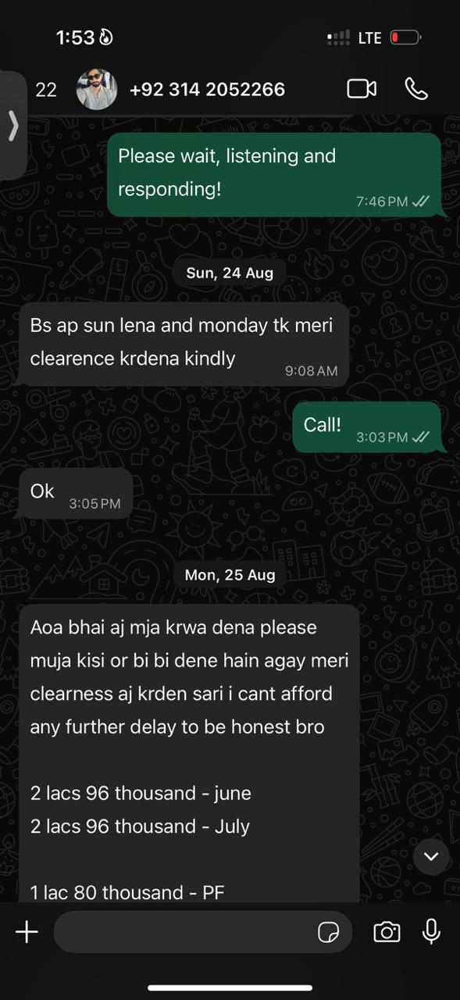 1:53 LTE
22 +92 314 2052266
Please wait, listening and
responding!
7:46 PM
Sun, 24 Aug
Bs ap sun lena and monday tk meri
clearence krdena kindly
9:08 AM
Call! 3:03 PM
Ok 3:05 PM
Mon, 25 Aug
Aoa bhai aj mja krwa dena please
muja kisi or bi bi dene hain agay meri
clearness aj krden sari i cant afford
any further delay to be honest bro
2 lacs 96 thousand - june
2 lacs 96 thousand - July
1 lac 80 thousand - PF